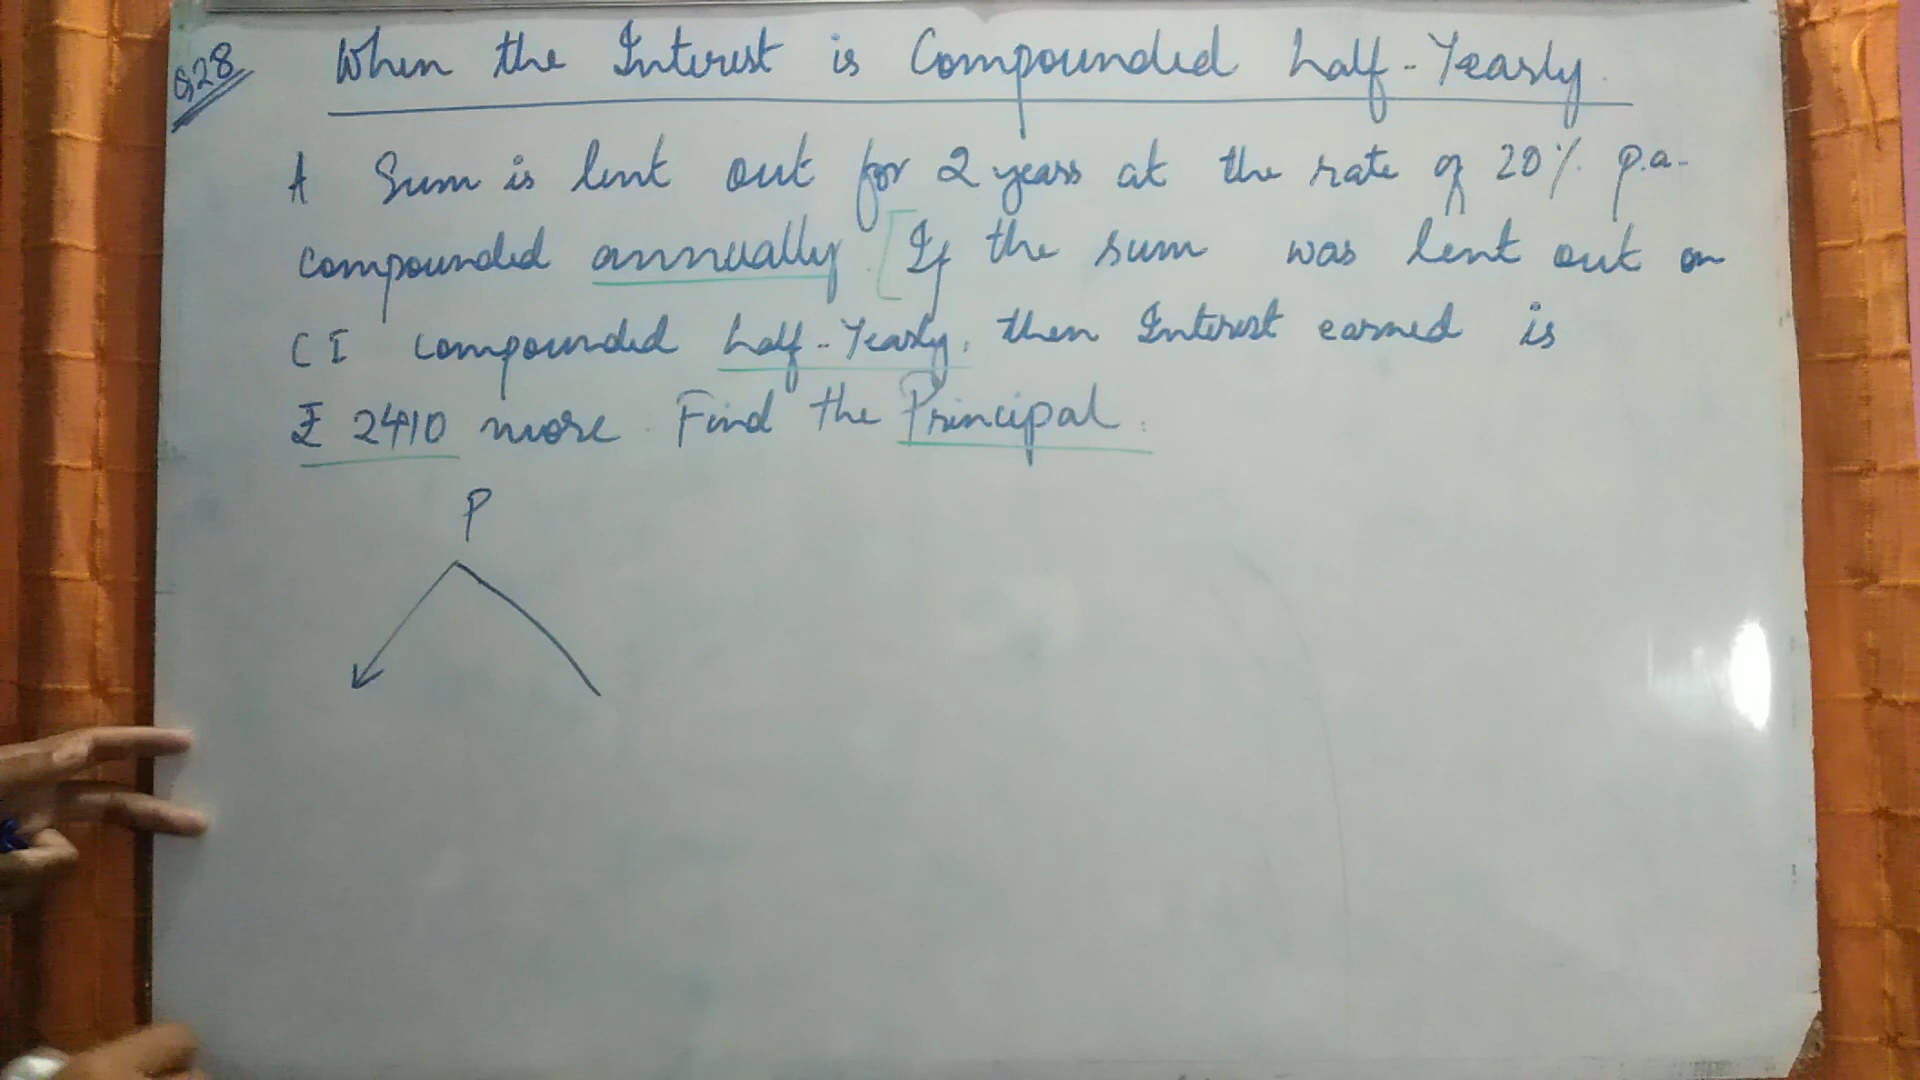 Q28 When the Interest is Compounded half-Yearly.
A Sum is lent out for 2 years at the rate of 20% p.a.
compounded annually. [If the sum was lent out on
CI compounded half-Yearly, then Interest earned is
₹ 2410 more. Find the Principal.
P